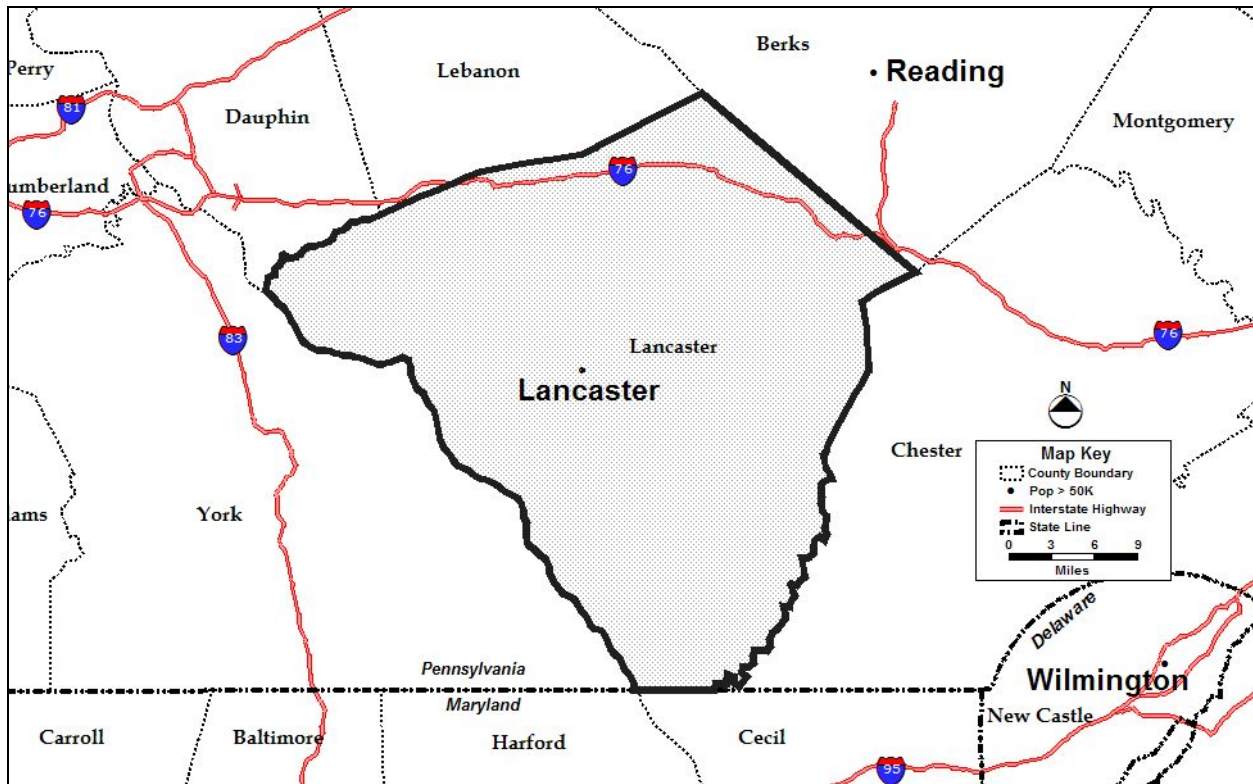 Berks
Lebanon
Reading
Perry
81
Dauphin
Montgomery
76
umberland
76
83
76
Lancaster
Lancaster
N
Chester
Map Key
County Boundary
Pop > 50K
Interstate Highway
State Line
0 3 6 9
Miles
ams
York
Delaware
Pennsylvania
Wilmington
Maryland
New Castle
Carroll
Baltimore
Harford
Cecil
95